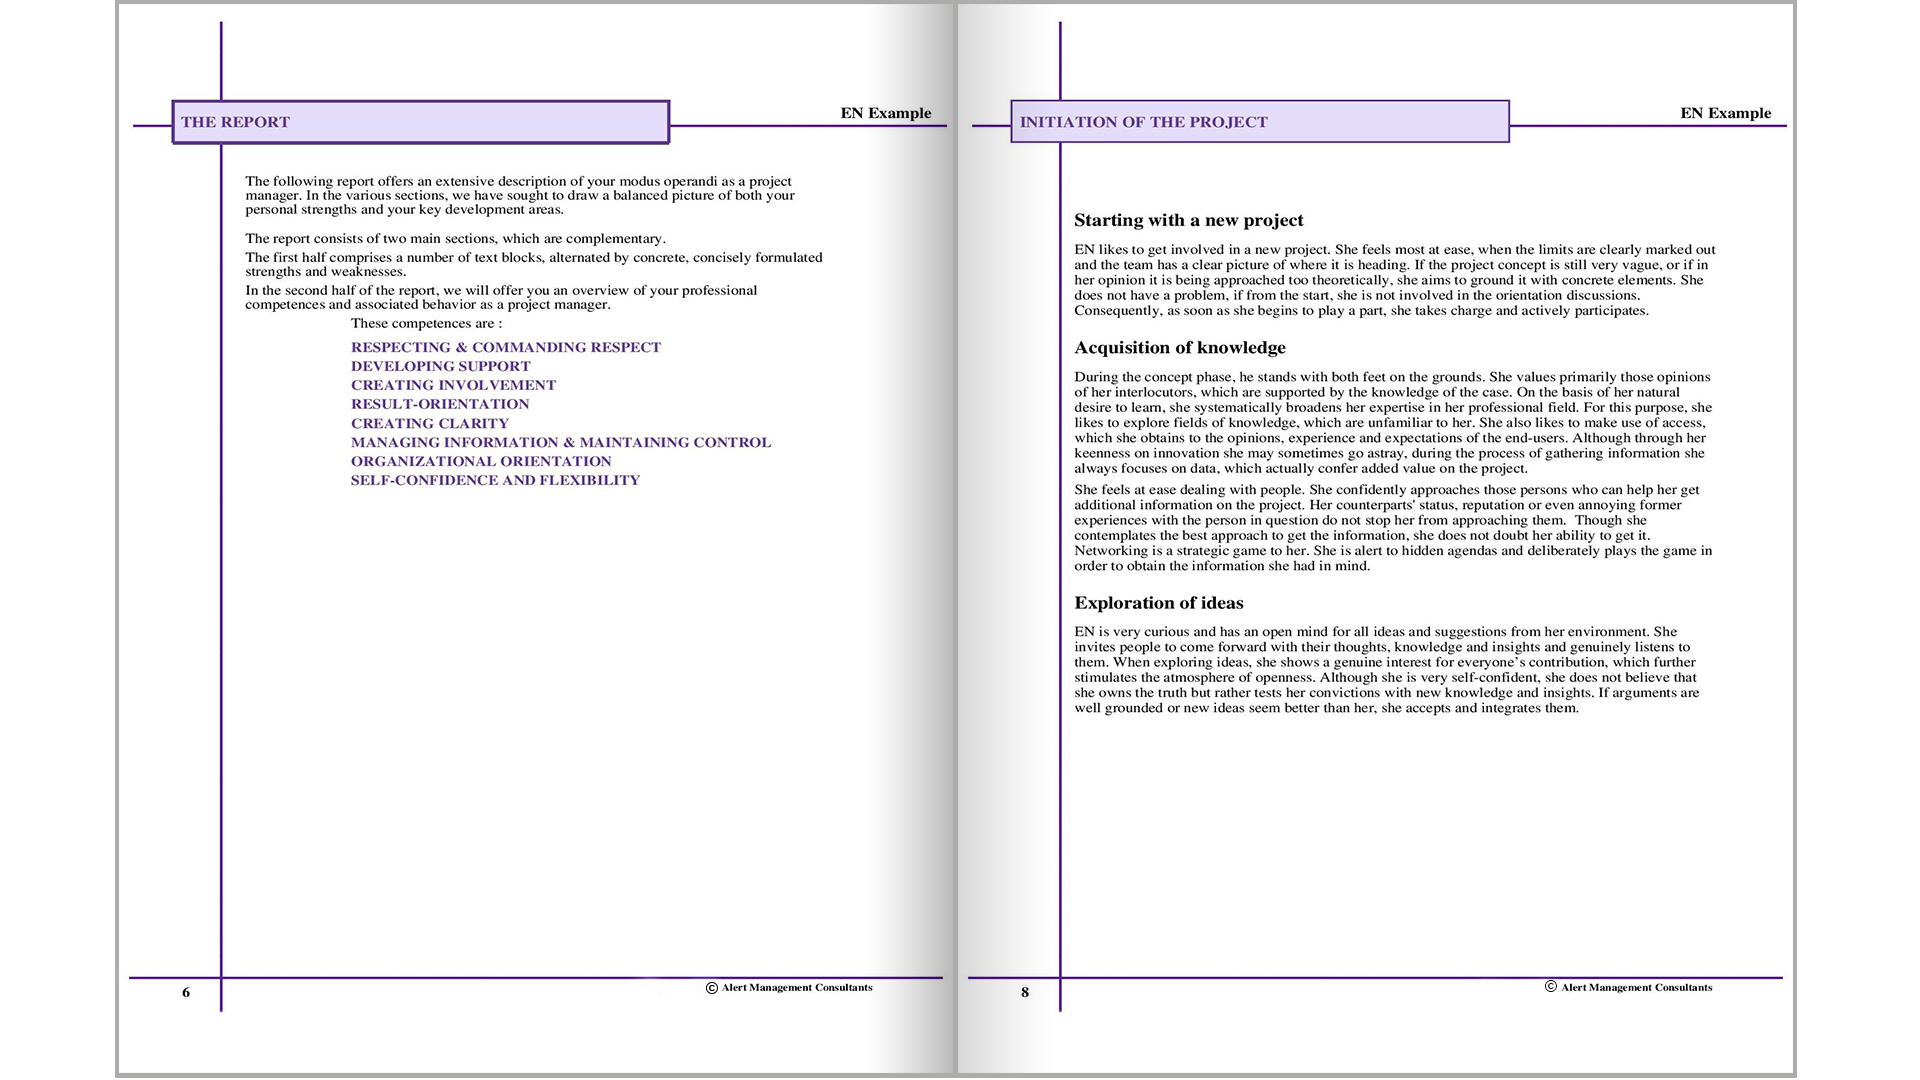 THE REPORT
EN Example
The following report offers an extensive description of your modus operandi as a project
manager. In the various sections, we have sought to draw a balanced picture of both your
personal strengths and your key development areas.
The report consists of two main sections, which are complementary.
The first half comprises a number of text blocks, alternated by concrete, concisely formulated
strengths and weaknesses.
In the second half of the report, we will offer you an overview of your professional
competences and associated behavior as a project manager.
These competences are :
RESPECTING & COMMANDING RESPECT
DEVELOPING SUPPORT
CREATING INVOLVEMENT
RESULT-ORIENTATION
CREATING CLARITY
MANAGING INFORMATION & MAINTAINING CONTROL
ORGANIZATIONAL ORIENTATION
SELF-CONFIDENCE AND FLEXIBILITY
6
© Alert Management Consultants
INITIATION OF THE PROJECT
EN Example
Starting with a new project
EN likes to get involved in a new project. She feels most at ease, when the limits are clearly marked out
and the team has a clear picture of where it is heading. If the project concept is still very vague, or if in
her opinion it is being approached too theoretically, she aims to ground it with concrete elements. She
does not have a problem, if from the start, she is not involved in the orientation discussions.
Consequently, as soon as she begins to play a part, she takes charge and actively participates.
Acquisition of knowledge
During the concept phase, he stands with both feet on the grounds. She values primarily those opinions
of her interlocutors, which are supported by the knowledge of the case. On the basis of her natural
desire to learn, she systematically broadens her expertise in her professional field. For this purpose, she
likes to explore fields of knowledge, which are unfamiliar to her. She also likes to make use of access,
which she obtains to the opinions, experience and expectations of the end-users. Although through her
keenness on innovation she may sometimes go astray, during the process of gathering information she
always focuses on data, which actually confer added value on the project.
She feels at ease dealing with people. She confidently approaches those persons who can help her get
additional information on the project. Her counterparts' status, reputation or even annoying former
experiences with the person in question do not stop her from approaching them. Though she
contemplates the best approach to get the information, she does not doubt her ability to get it.
Networking is a strategic game to her. She is alert to hidden agendas and deliberately plays the game in
order to obtain the information she had in mind.
Exploration of ideas
EN is very curious and has an open mind for all ideas and suggestions from her environment. She
invites people to come forward with their thoughts, knowledge and insights and genuinely listens to
them. When exploring ideas, she shows a genuine interest for everyone’s contribution, which further
stimulates the atmosphere of openness. Although she is very self-confident, she does not believe that
she owns the truth but rather tests her convictions with new knowledge and insights. If arguments are
well grounded or new ideas seem better than her, she accepts and integrates them.
8
© Alert Management Consultants